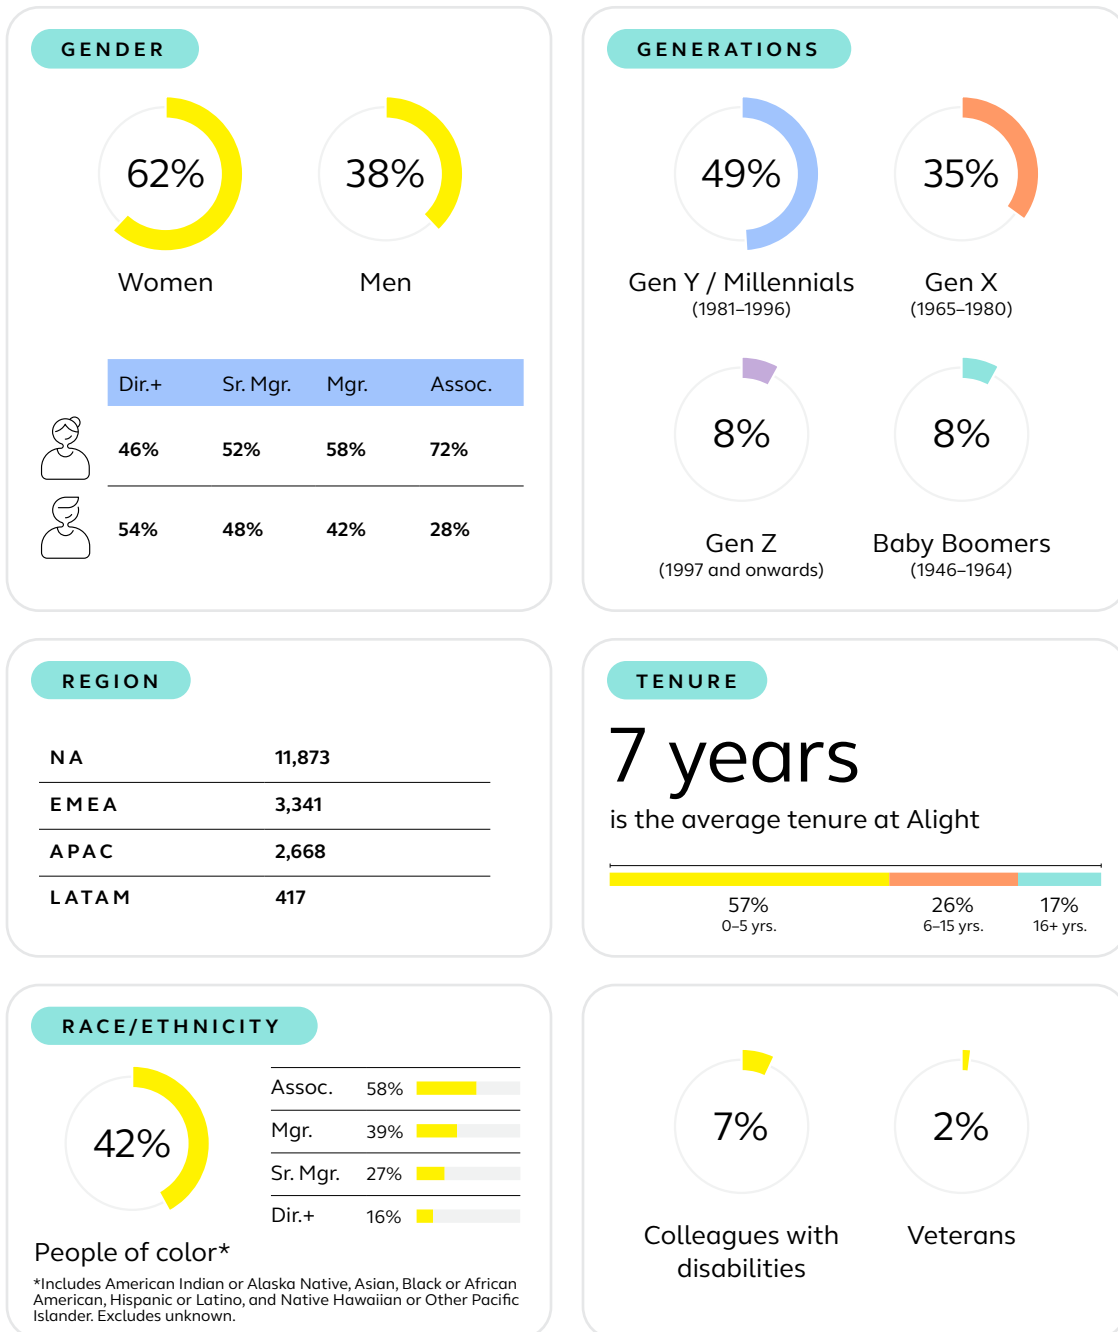 GENDER
62%
38%
Women
Men
Dir.+ Sr. Mgr. Mgr. Assoc.
46% 52% 58% 72%
54% 48% 42% 28%
GENERATIONS
49%
35%
Gen Y / Millennials
(1981–1996)
Gen X
(1965–1980)
8%
8%
Gen Z
(1997 and onwards)
Baby Boomers
(1946–1964)
REGION
NA 11,873
EMEA 3,341
APAC 2,668
LATAM 417
TENURE
7 years
is the average tenure at Alight
57% 26% 17%
0–5 yrs. 6–15 yrs. 16+ yrs.
RACE/ETHNICITY
42%
People of color*
Assoc. 58%
Mgr. 39%
Sr. Mgr. 27%
Dir.+ 16%
*Includes American Indian or Alaska Native, Asian, Black or African
American, Hispanic or Latino, and Native Hawaiian or Other Pacific
Islander. Excludes unknown.
7%
2%
Colleagues with
disabilities
Veterans